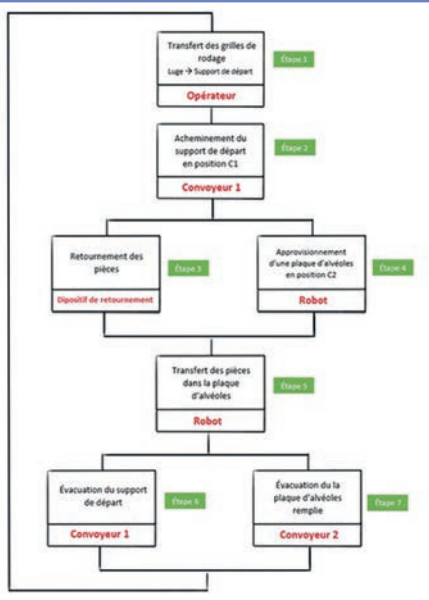 Transfert des grilles de
rodage
Luge → Support de départ
Opérateur
Étape 1
Acheminement du
support de départ
en position C1
Convoyeur 1
Étape 2
Retournement des
pièces
Dipositif de retournement
Étape 3
Approvisionnement
d'une plaque d'alvéoles
en position C2
Robot
Étape 4
Transfert des pièces
dans la plaque
d'alvéoles
Robot
Étape 5
Évacuation du support
de départ
Convoyeur 1
Étape 6
Évacuation du la
plaque d'alvéoles
remplie
Convoyeur 2
Étape 7